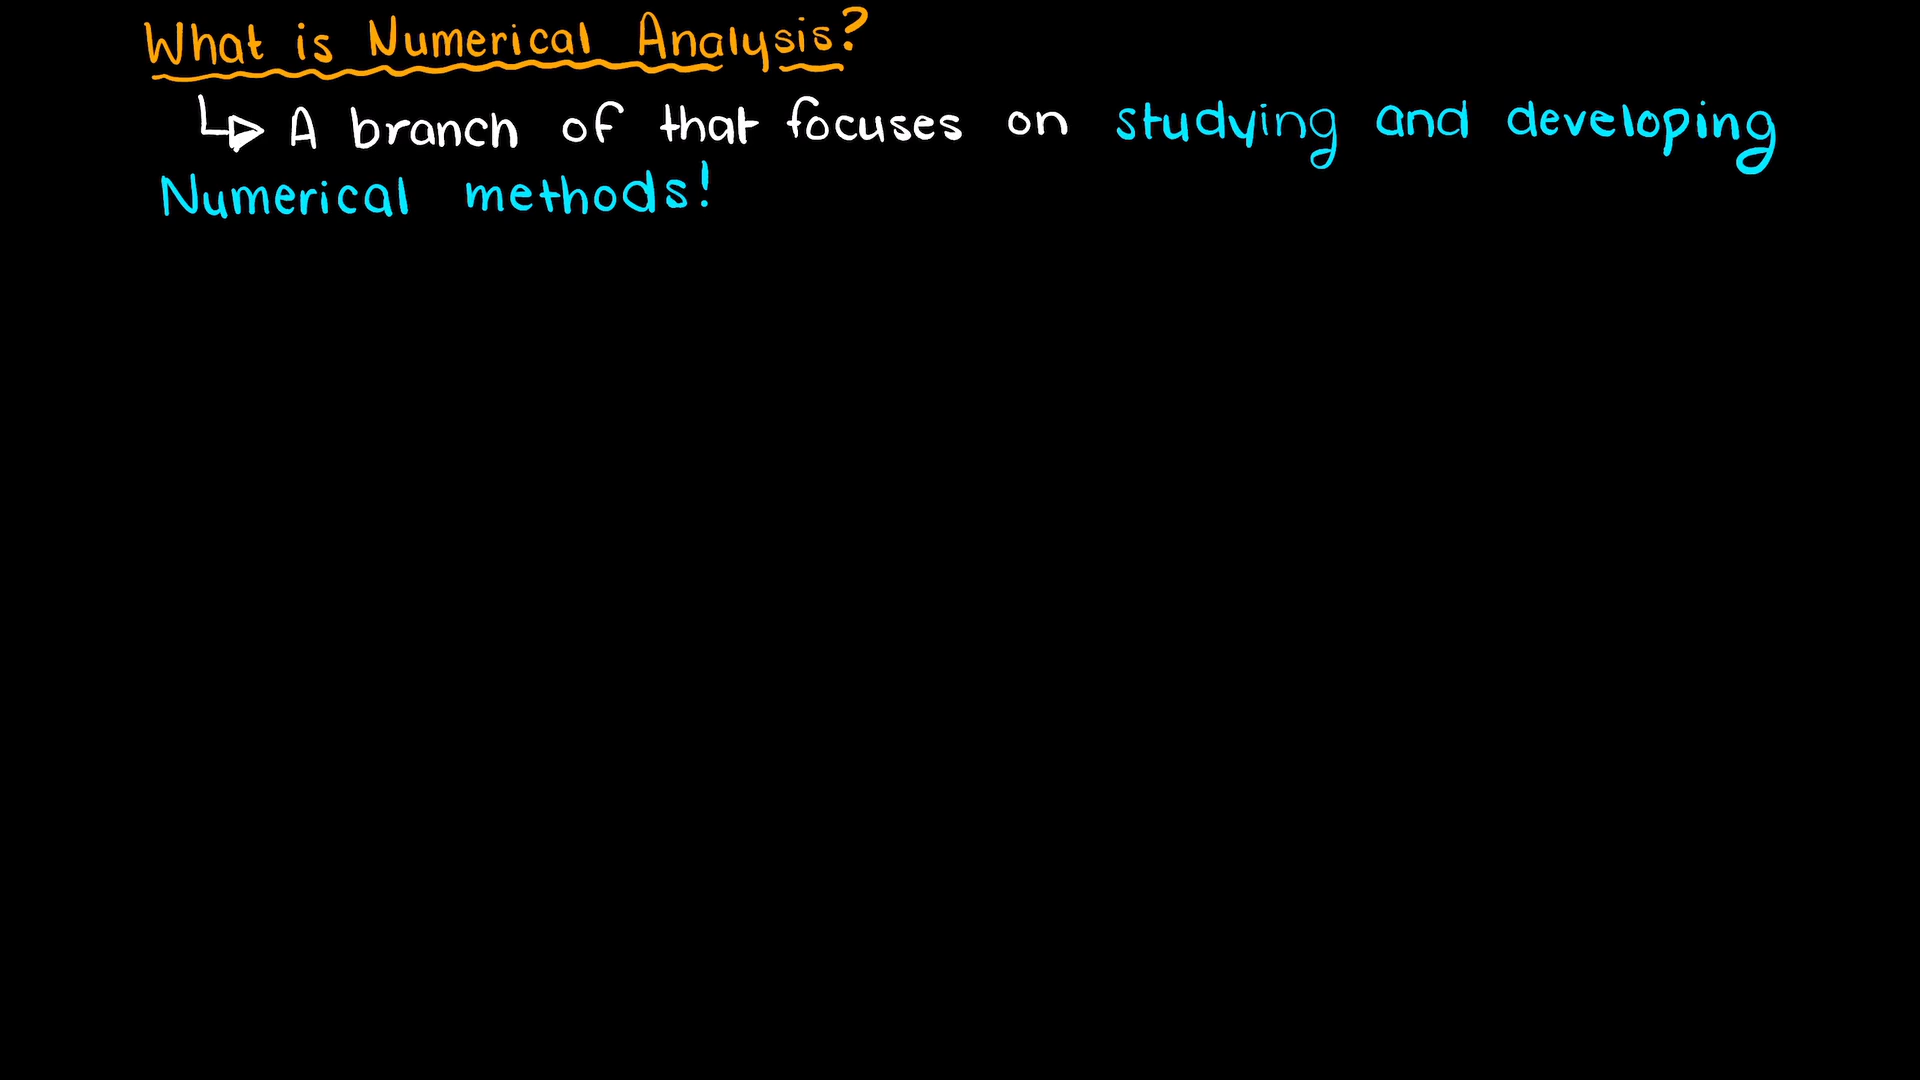 What is Numerical Analysis?
A branch of that focuses on studying and developing
Numerical methods!